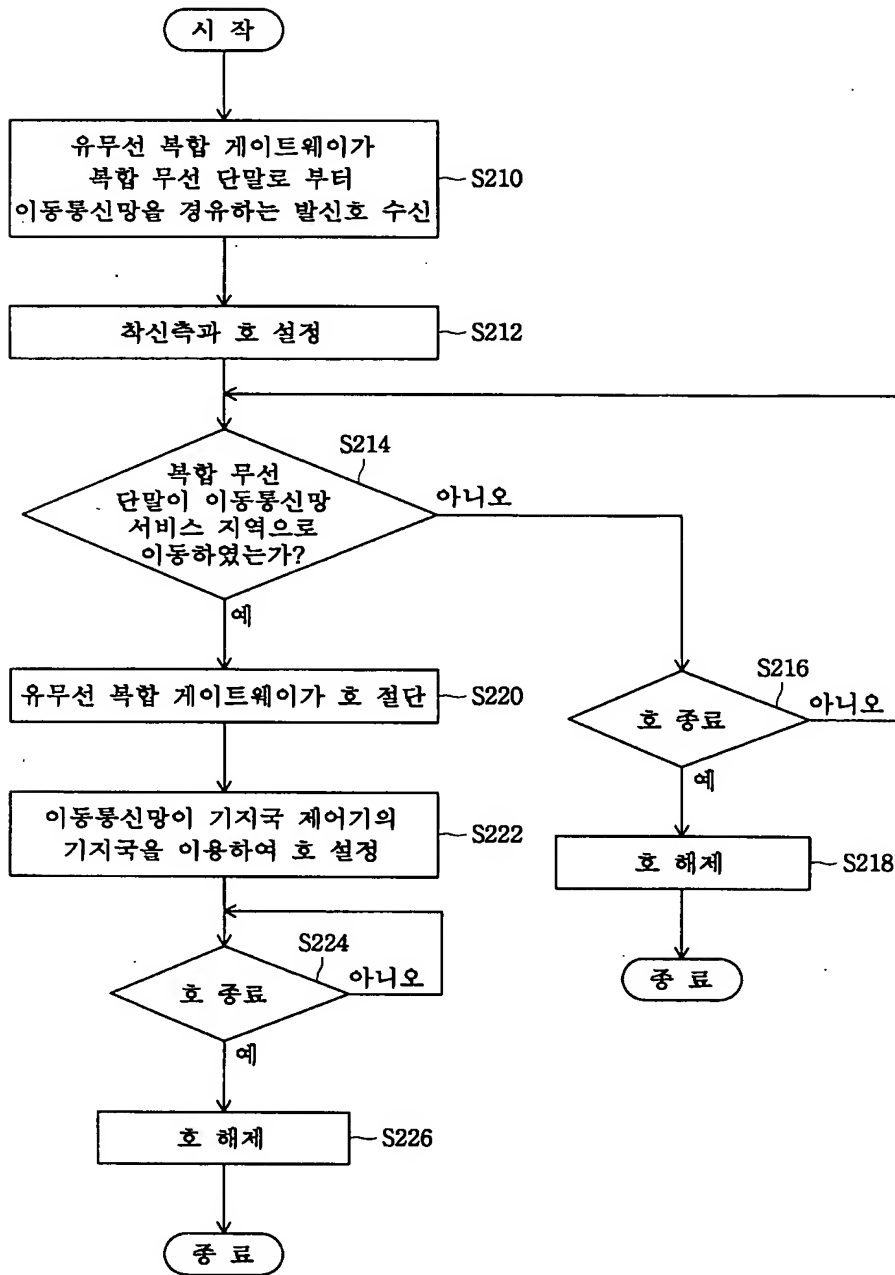 시 작
유무선 복합 게이트웨이가
복합 무선 단말로 부터
이동통신망을 경유하는 발신호 수신
S210
착신측과 호 설정
S212
S214
복합 무선
단말이 이동통신망
서비스 지역으로
이동하였는가?
아니오
예
유무선 복합 게이트웨이가 호 절단
S220
S216
호 종료
아니오
예
이동통신망이 기지국 제어기의
기지국을 이용하여 호 설정
S222
호 해제
S218
종 료
S224
호 종료
아니오
예
호 해제
S226
종 료